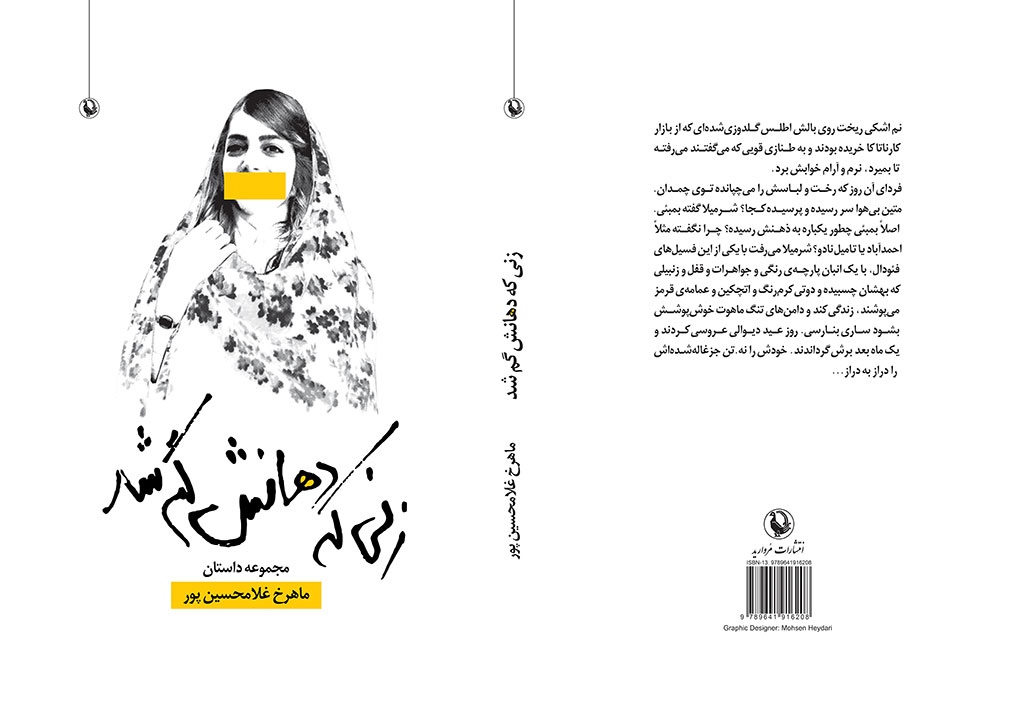 زنی که دهانش گم شد
مجموعه داستان
ماهرخ غلامحسین پور
زنی که دهانش گم شد
ماهرخ غلامحسین پور
نم اشکی ریخت روی بالش اطلس گلدوزی‌شده‌ای که از بازار
کارناتاکا خریده بودند و به طنازی قویی که می‌گفتند می‌رفته
تا بمیرد، نرم و آرام خوابش برد.
فردای آن روز که رخت و لباسش را می‌چپانده توی چمدان،
متین بی‌هوا سر رسیده و پرسیده کجا؟ شرمیلا گفته بمبئی.
اصلاً بمبئی چطور یکباره به ذهنش رسیده؟ چرا نگفته مثلاً
احمدآباد یا تامیل‌نادو؟ شرمیلا می‌رفت با یکی از این فسیل‌های
فئودال، با یک انبان پارچه‌ی رنگی و جواهرات و قفل و زنبیلی
که بهشان چسبیده و دوتی کرم‌رنگ و اتچکین و عمامه‌ی قرمز
می‌پوشند، زندگی کند و دامن‌های تنگ ماهوت خوش‌پوشش
بشود ساری بنارسی. روز عید دیوالی عروسی کردند و
یک ماه بعد برش گرداندند. خودش را نه.تن جزغاله‌شده‌اش
را دراز به دراز...
انتشارات مُروارید
ISBN-13: 9789641916208
9 789641 916208
Graphic Designer: Mohsen Heydari